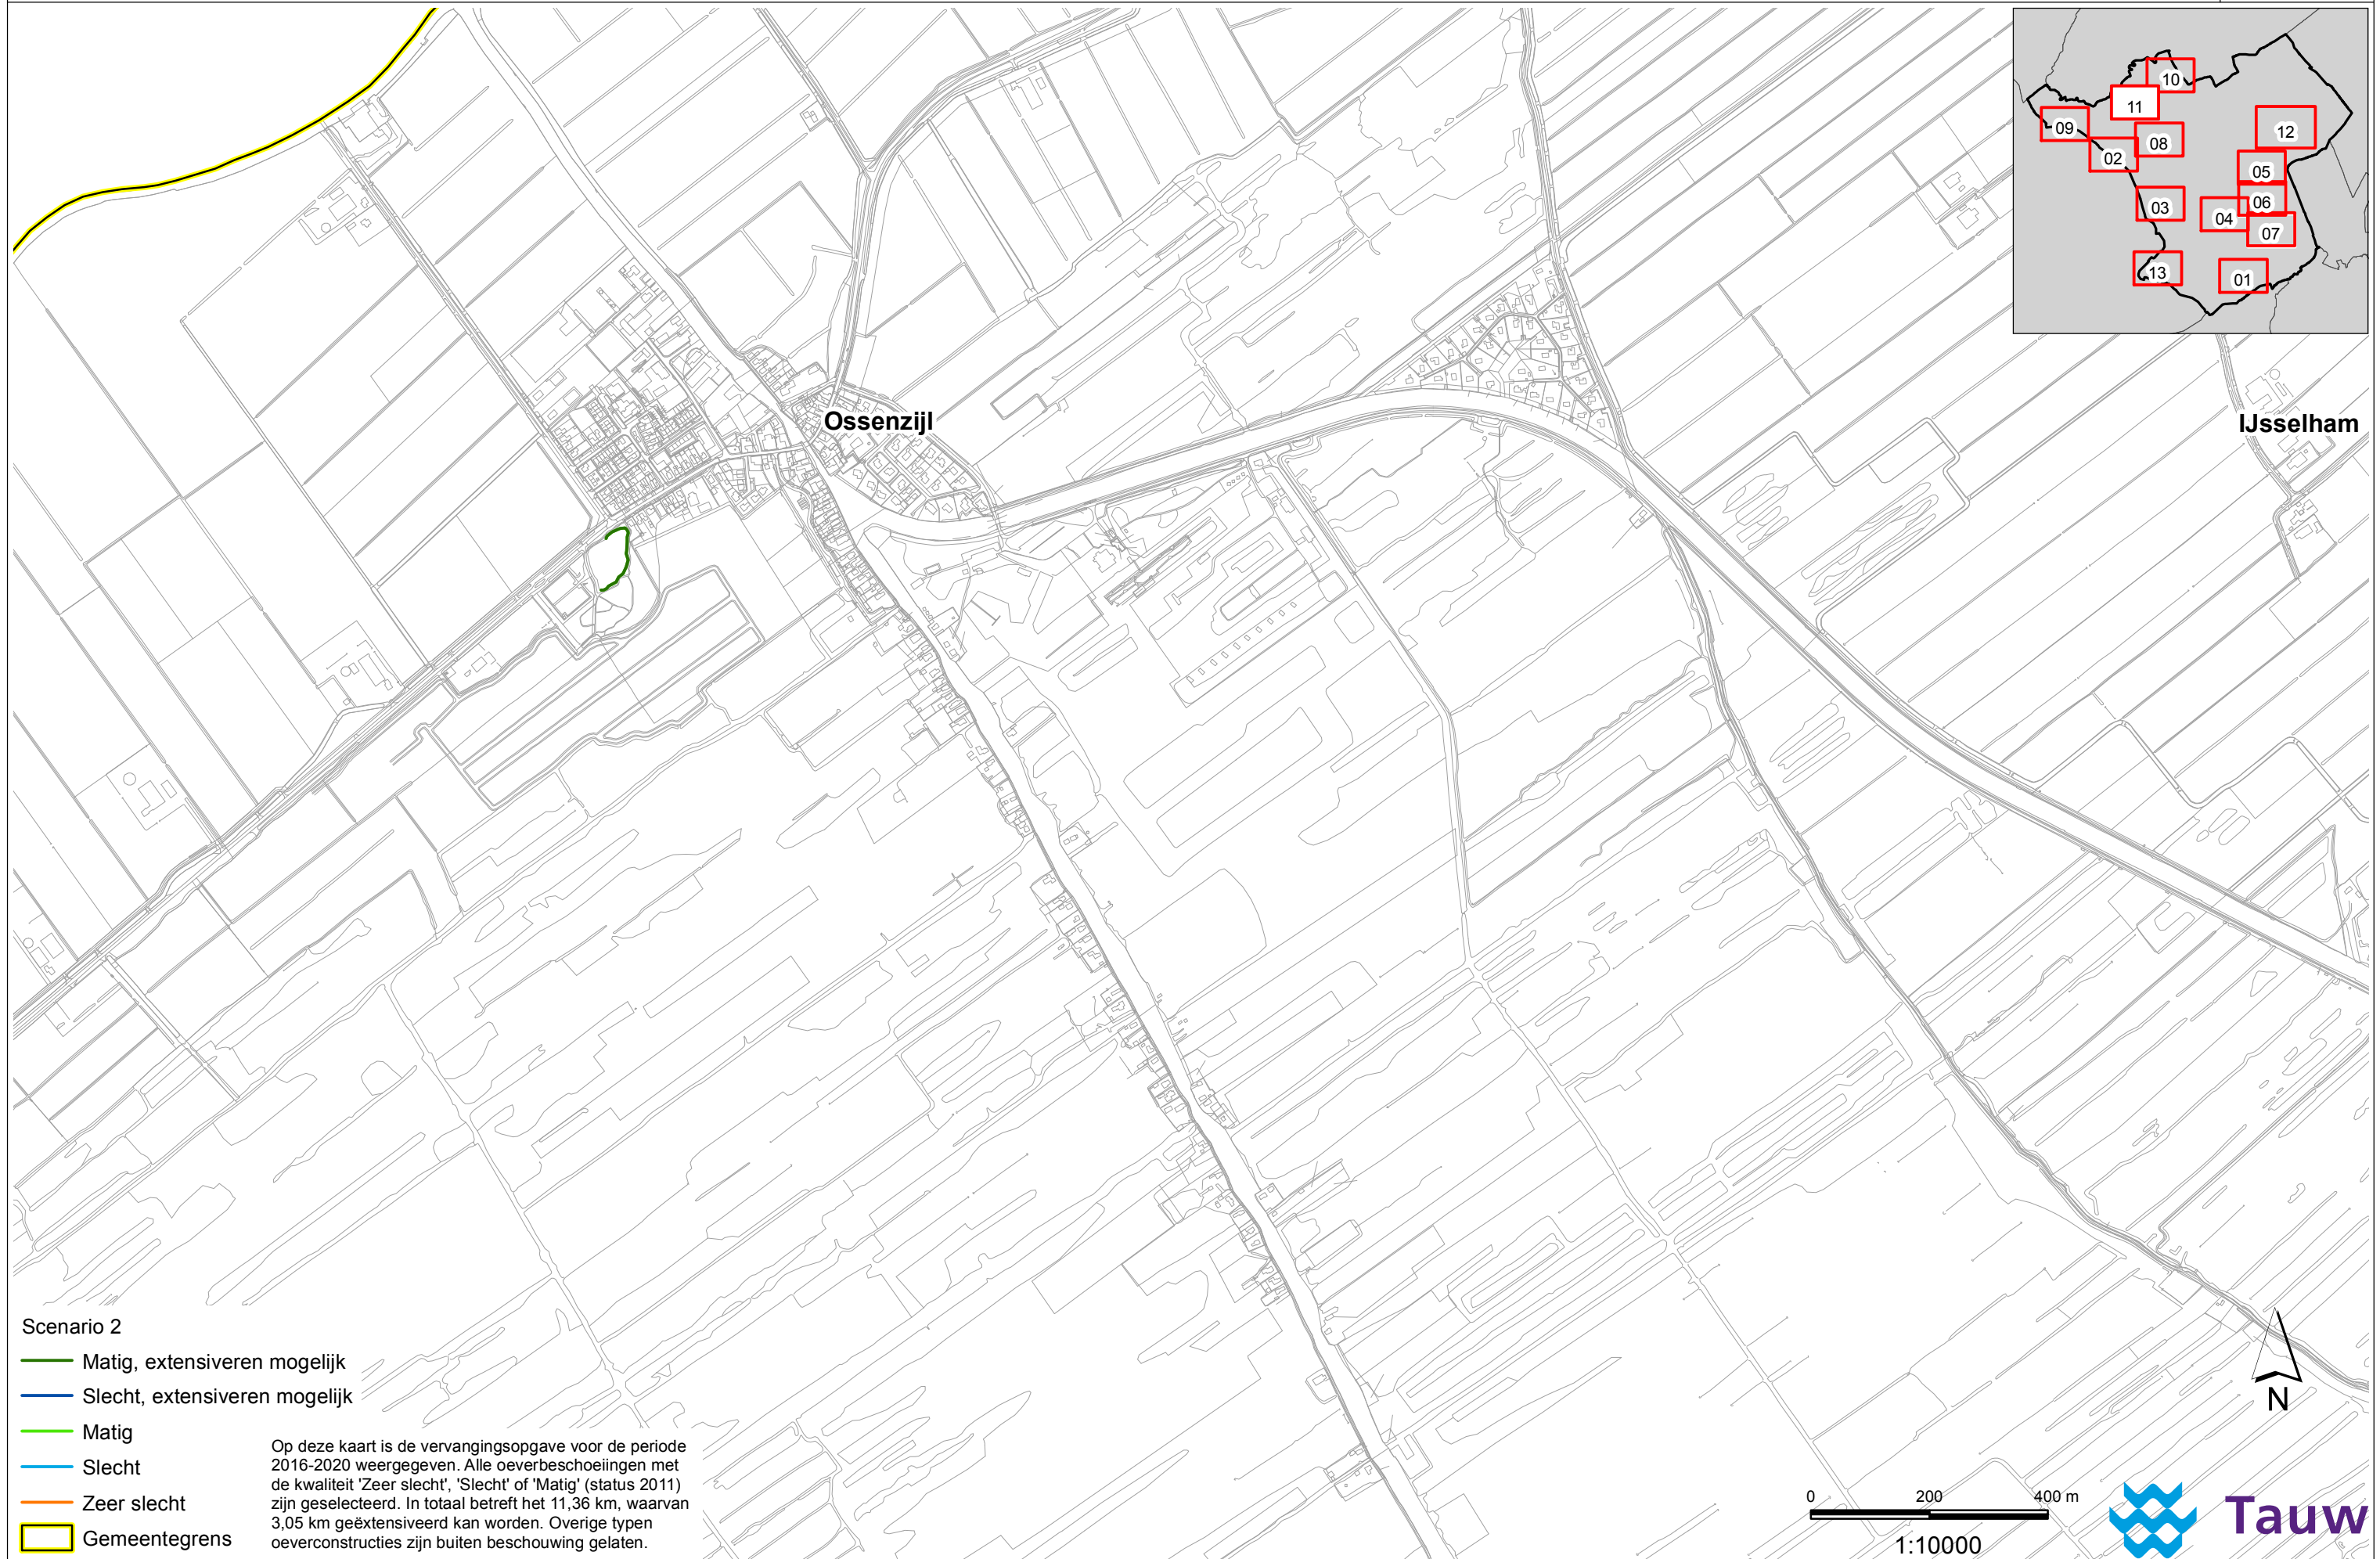 10
11
09
12
08
02
05
03
06
04
07
13
01
Ossenzijl
IJsselham
Scenario 2
Matig, extensiveren mogelijk
Slecht, extensiveren mogelijk
Matig
Slecht
Zeer slecht
Gemeentegrens
Op deze kaart is de vervangingsopgave voor de periode
2016-2020 weergegeven. Alle oeverbeschoeiingen met
de kwaliteit 'Zeer slecht', 'Slecht' of 'Matig' (status 2011)
zijn geselecteerd. In totaal betreft het 11,36 km, waarvan
3,05 km geëxtensiveerd kan worden. Overige typen
oeverconstructies zijn buiten beschouwing gelaten.
N
0 200 400 m
1:10000
Tauw